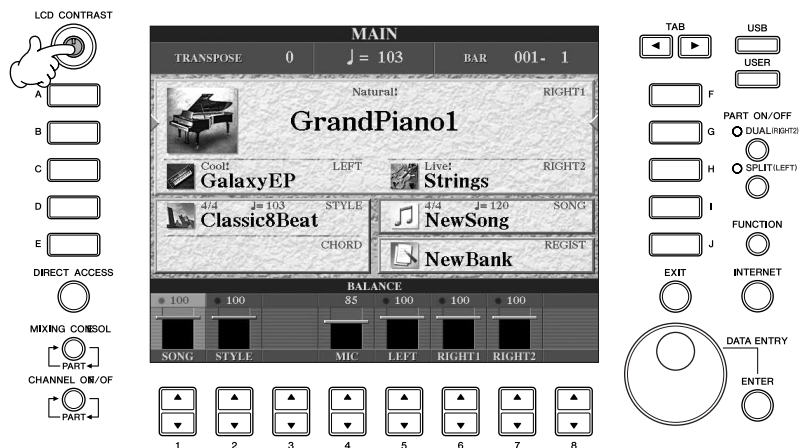 LCD CONTRAST
TAB
USB
USER
A
B
C
D
E
DIRECT ACCESS
MIXING CONSOL
PART
CHANNEL ON/OF
PART
MAIN
TRANSPOSE 0 ♩= 103 BAR 001- 1
Natural! RIGHT1
GrandPiano1
Cool! LEFT Live! RIGHT2
GalaxyEP Strings
4/4 ♩= 103 STYLE 4/4 ♩= 120 SONG
Classic8Beat NewSong
CHORD REGIST
NewBank
BALANCE
100 100 85 100 100 100
SONG STYLE MIC LEFT RIGHT1 RIGHT2
1 2 3 4 5 6 7 8
F
G
H
I
J
PART ON/OFF
DUAL(RIGHT2)
SPLIT(LEFT)
FUNCTION
EXIT
INTERNET
DATA ENTRY
ENTER